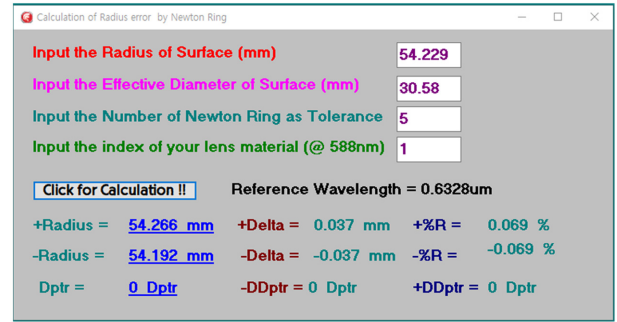 Calculation of Radius error by Newton Ring
Input the Radius of Surface (mm) 54.229
Input the Effective Diameter of Surface (mm) 30.58
Input the Number of Newton Ring as Tolerance 5
Input the index of your lens material (@ 588nm) 1
Click for Calculation !! Reference Wavelength = 0.6328um
+Radius = 54.266 mm +Delta = 0.037 mm +%R = 0.069 %
-Radius = 54.192 mm -Delta = -0.037 mm -%R = -0.069 %
Dptr = 0 Dptr -DDptr = 0 Dptr +DDptr = 0 Dptr